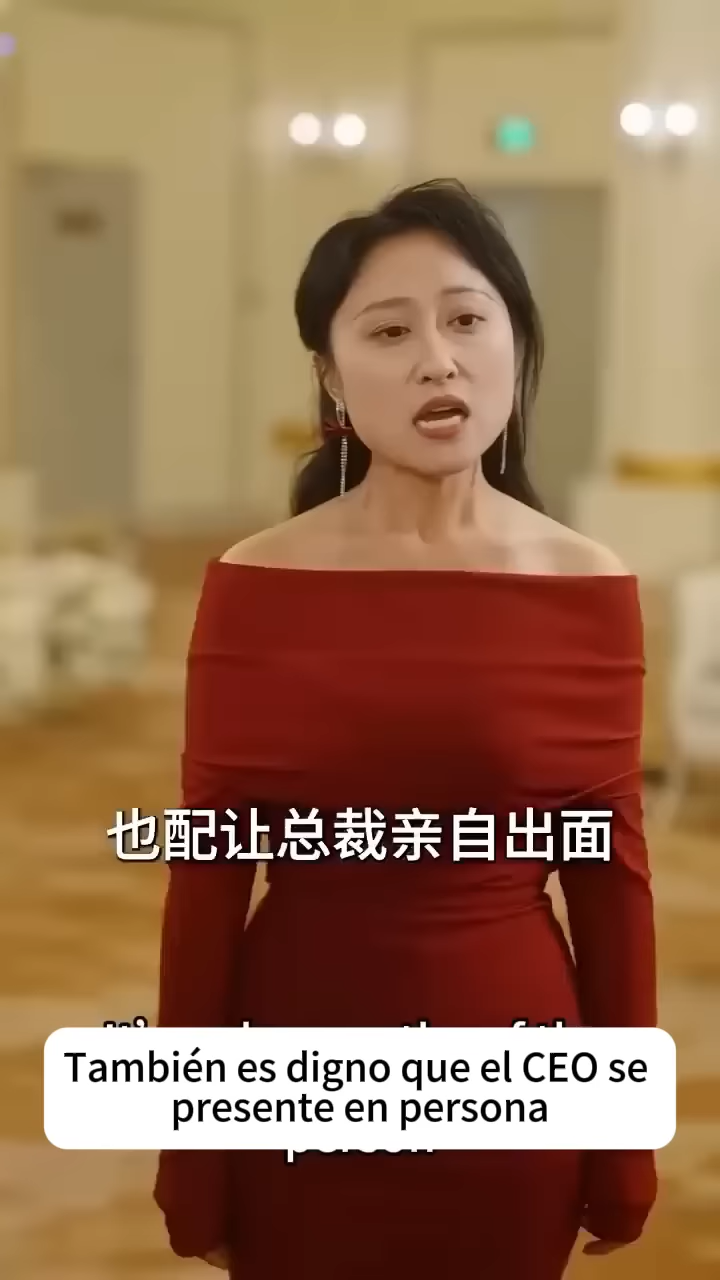 也配让总裁亲自出面
También es digno que el CEO se
presente en persona
person